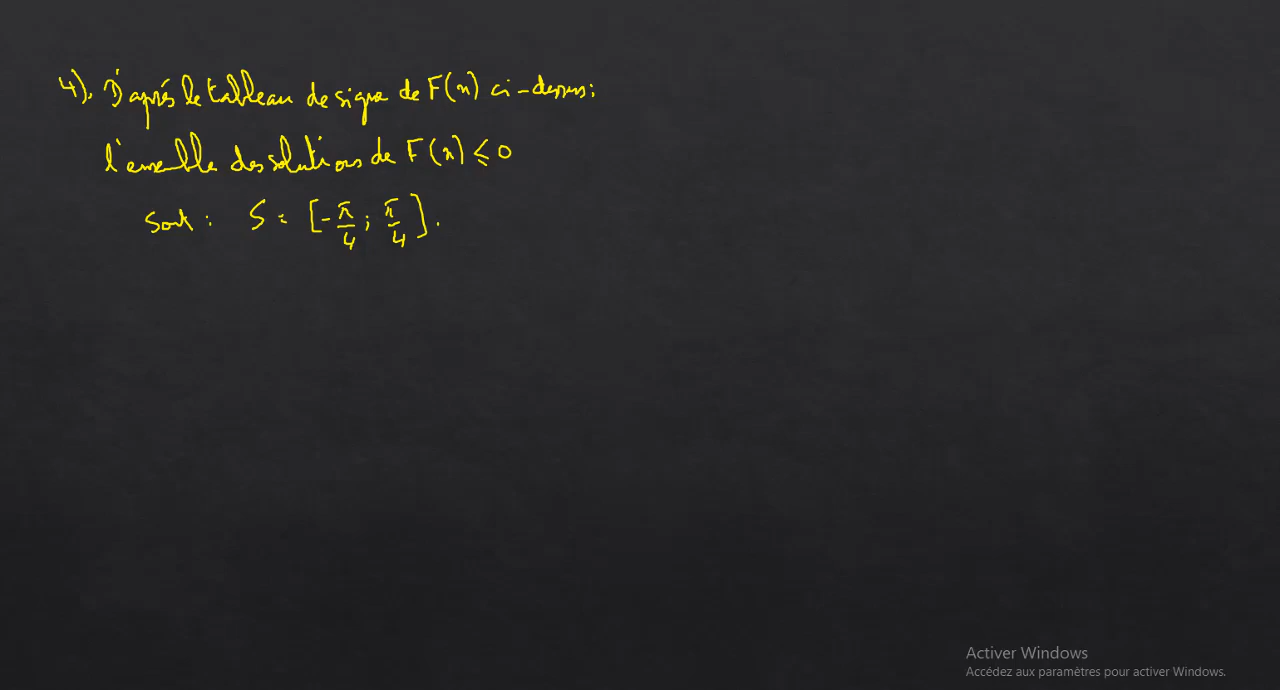 4). D'après le tableau de signe de F(x) ci-dessus:
l'ensemble des solutions de F(x) ⩽ 0
sont : S = [-π/4 ; π/4].
Activer Windows
Accédez aux paramètres pour activer Windows.